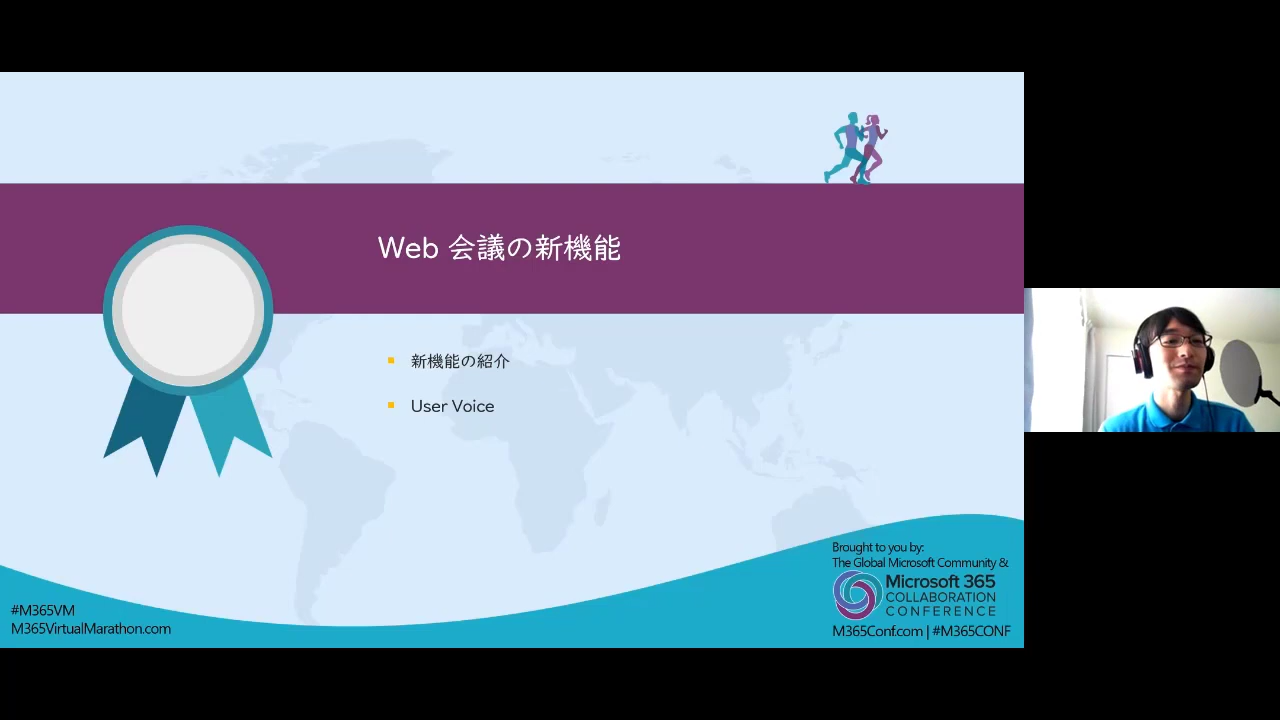 Web 会議の新機能
新機能の紹介
User Voice
Brought to you by:
The Global Microsoft Community &
Microsoft 365
COLLABORATION
CONFERENCE
M365Conf.com | #M365CONF
#M365VM
M365VirtualMarathon.com